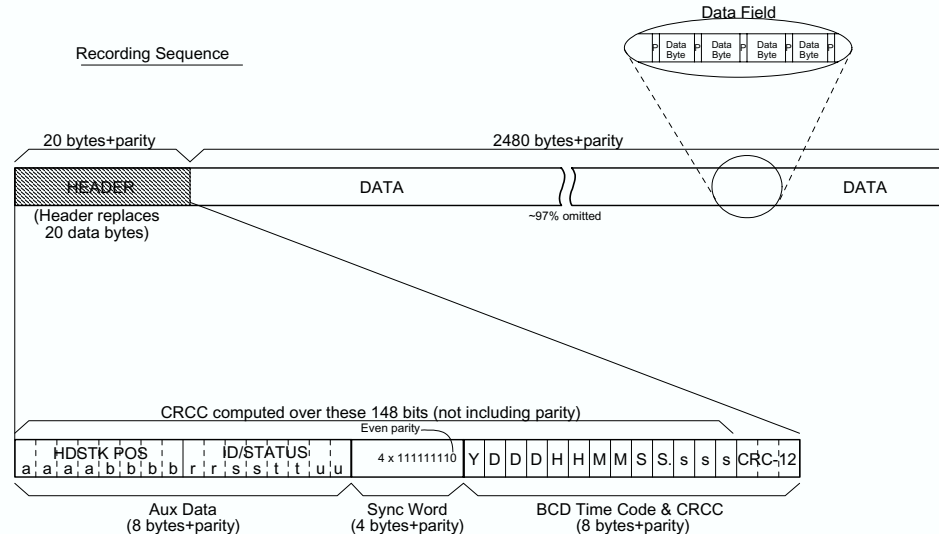 Data Field
P Data Byte P Data Byte P Data Byte P Data Byte P
Recording Sequence
20 bytes+parity
2480 bytes+parity
HEADER
DATA
DATA
(Header replaces
20 data bytes)
~97% omitted
CRCC computed over these 148 bits (not including parity)
Even parity
HDSTK POS
ID/STATUS
4 x 111111110
a a a a b b b b r r s s t t u u
Y D D D H H M M S S. s s s CRC-12
Aux Data
(8 bytes+parity)
Sync Word
(4 bytes+parity)
BCD Time Code & CRCC
(8 bytes+parity)